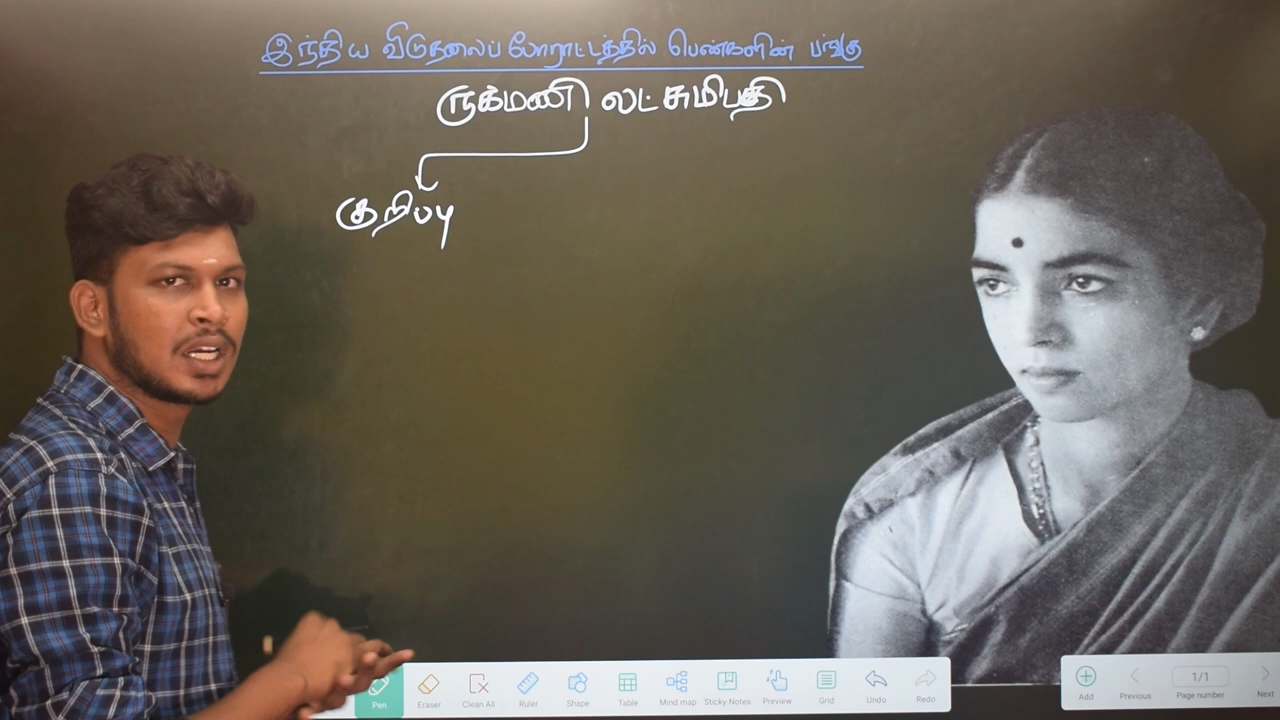 இந்திய விடுதலைப் போராட்டத்தில் பெண்களின் பங்கு
ருக்மணி லட்சுமிபதி
குறிப்பு
Pen Eraser Clean All Ruler Shape Table Mind map Sticky-Notes Preview Grid Undo Redo
Add Previous 1/1 Page number Next